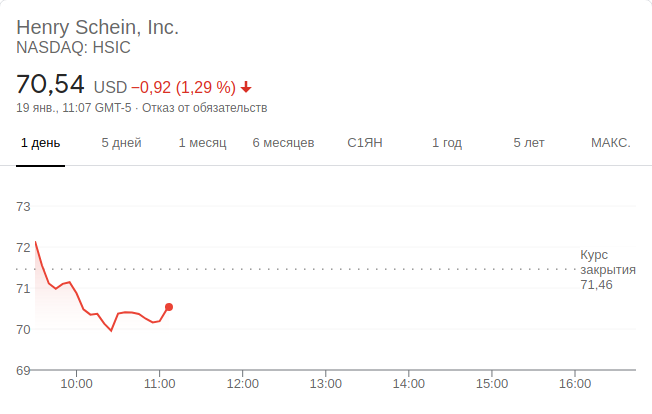 Henry Schein, Inc.
NASDAQ: HSIC
70,54 USD −0,92 (1,29 %)
19 янв., 11:07 GMT-5 · Отказ от обязательств
1 день 5 дней 1 месяц 6 месяцев С1ЯН 1 год 5 лет МАКС.
73
72
71
70
69
Курс
закрытия
71,46
10:00 11:00 12:00 13:00 14:00 15:00 16:00